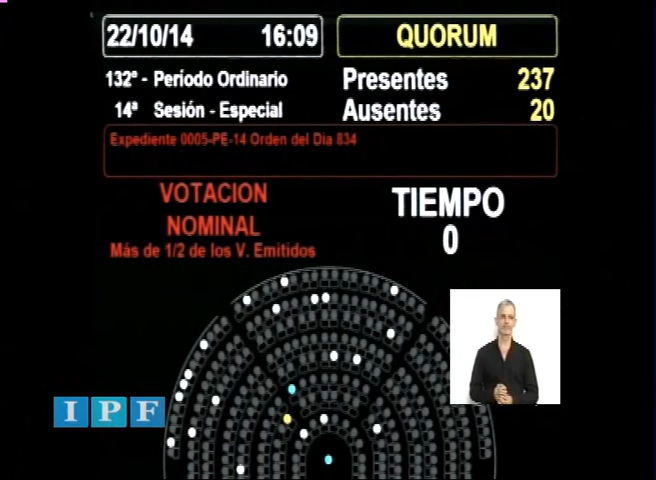 22/10/14 16:09 QUORUM
132º - Período Ordinario
14ª Sesión - Especial
Presentes 237
Ausentes 20
Expediente 0005-PE-14 Orden del Dia 834
VOTACION
NOMINAL
Más de 1/2 de los V. Emitidos
TIEMPO
0
IPF